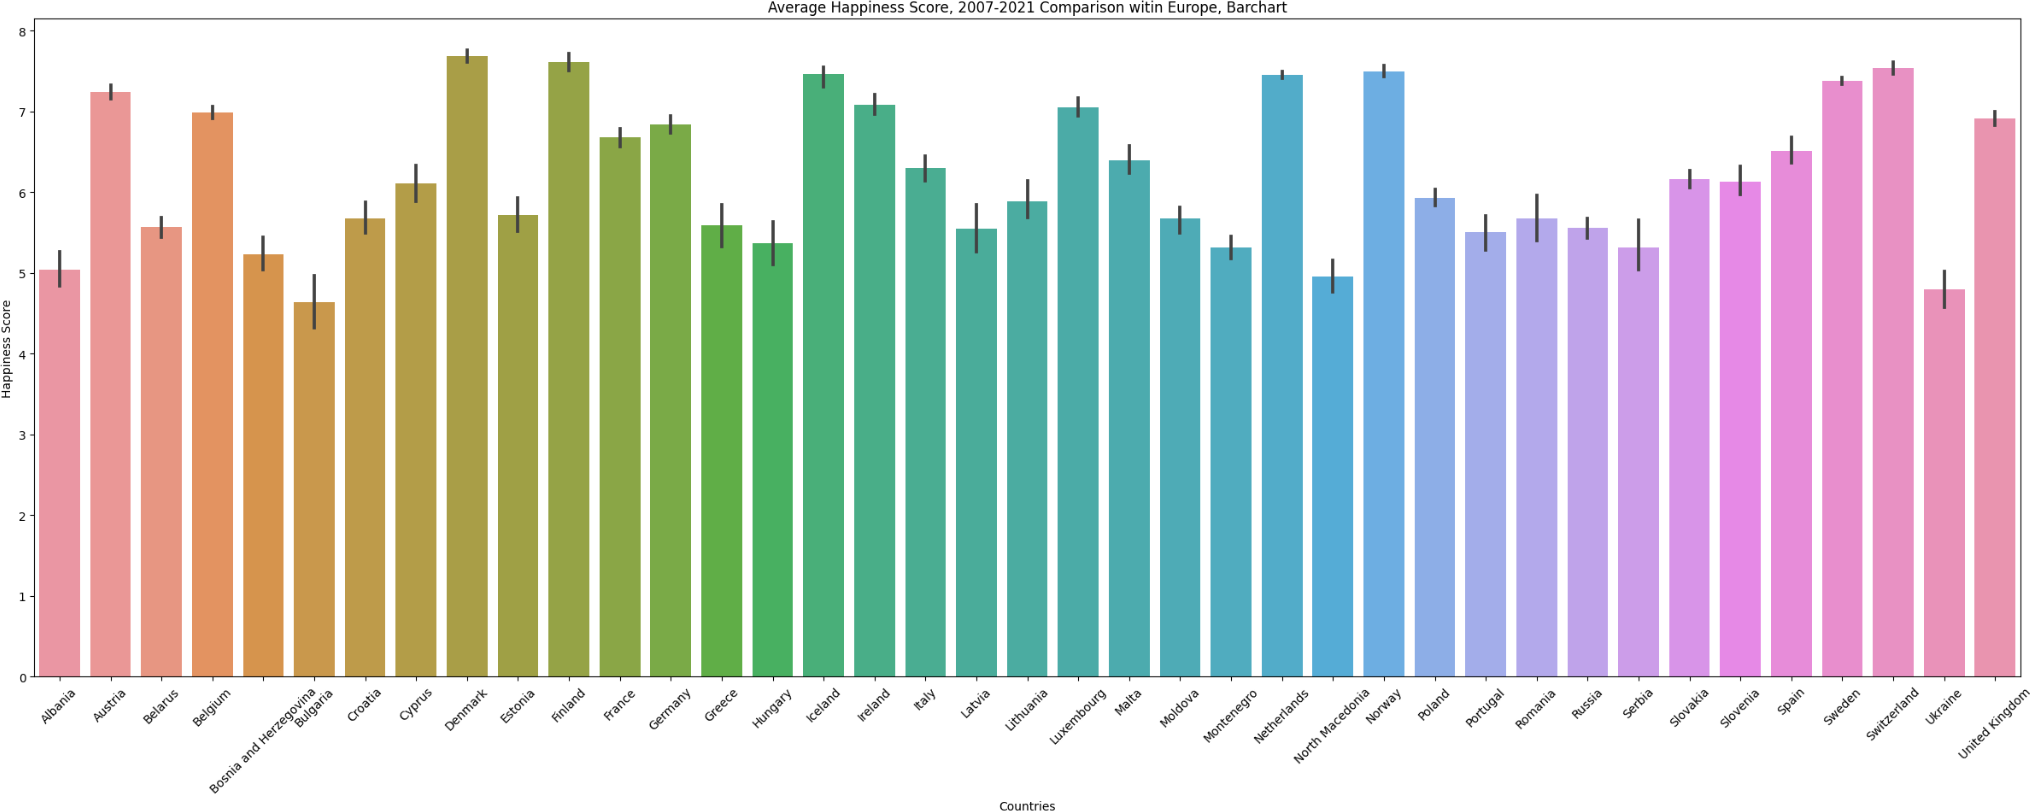 Average Happiness Score, 2007-2021 Comparison witin Europe, Barchart
Happiness Score
8
7
6
5
4
3
2
1
0
Albania
Austria
Belarus
Belgium
Bosnia and Herzegovina
Bulgaria
Croatia
Cyprus
Denmark
Estonia
Finland
France
Germany
Greece
Hungary
Iceland
Ireland
Italy
Latvia
Lithuania
Luxembourg
Malta
Moldova
Montenegro
Netherlands
North Macedonia
Norway
Poland
Portugal
Romania
Russia
Serbia
Slovakia
Slovenia
Spain
Sweden
Switzerland
Ukraine
United Kingdom
Countries